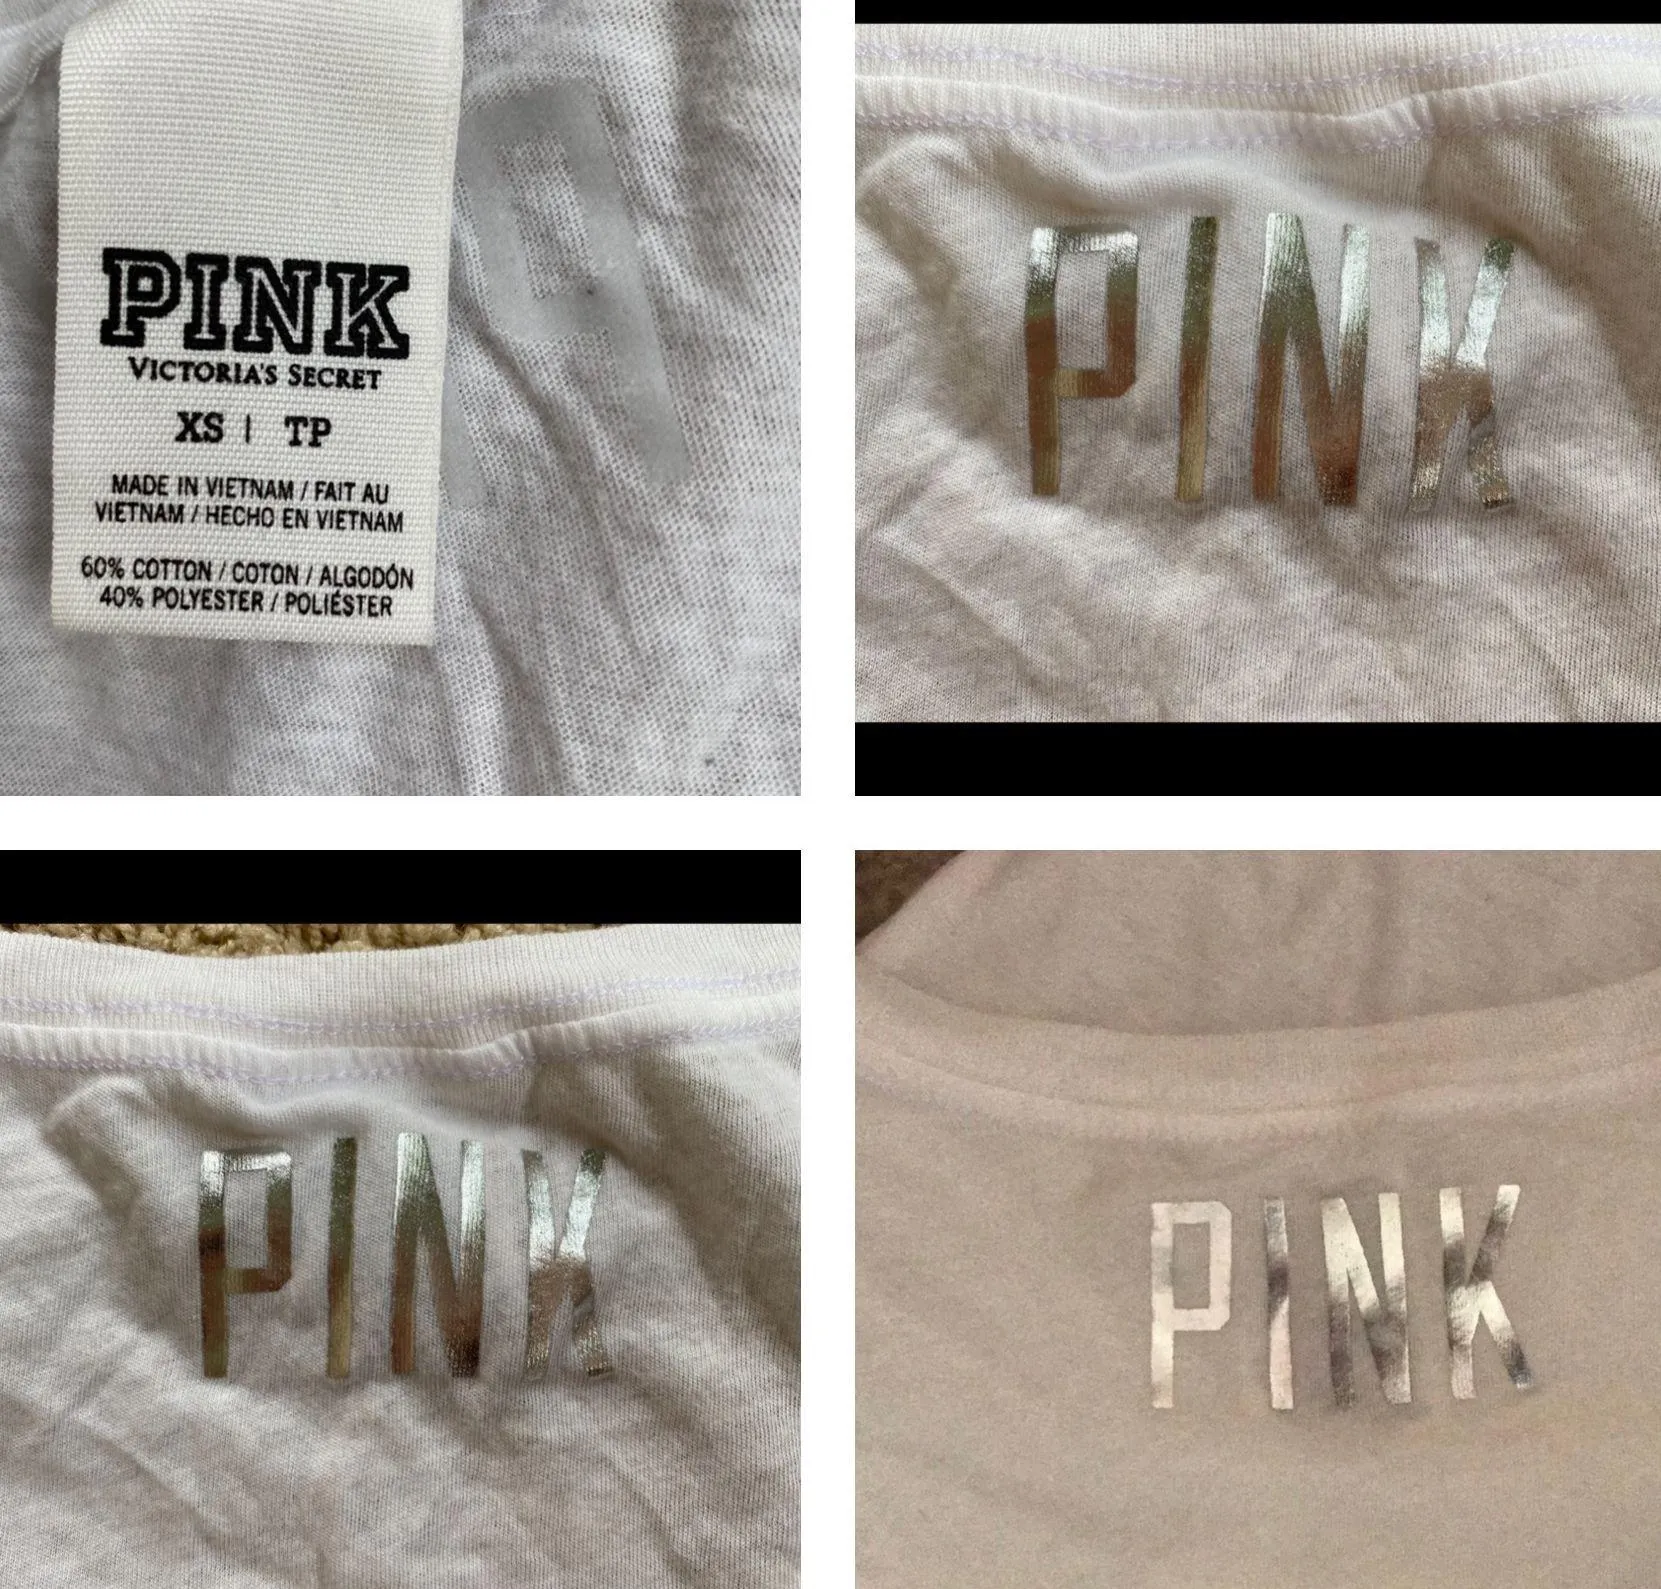 PINK
VICTORIA'S SECRET
XS | TP
MADE IN VIETNAM / FAIT AU
VIETNAM / HECHO EN VIETNAM
60% COTTON / COTON / ALGODÓN
40% POLYESTER / POLIÉSTER
PINK
PINK
PINK